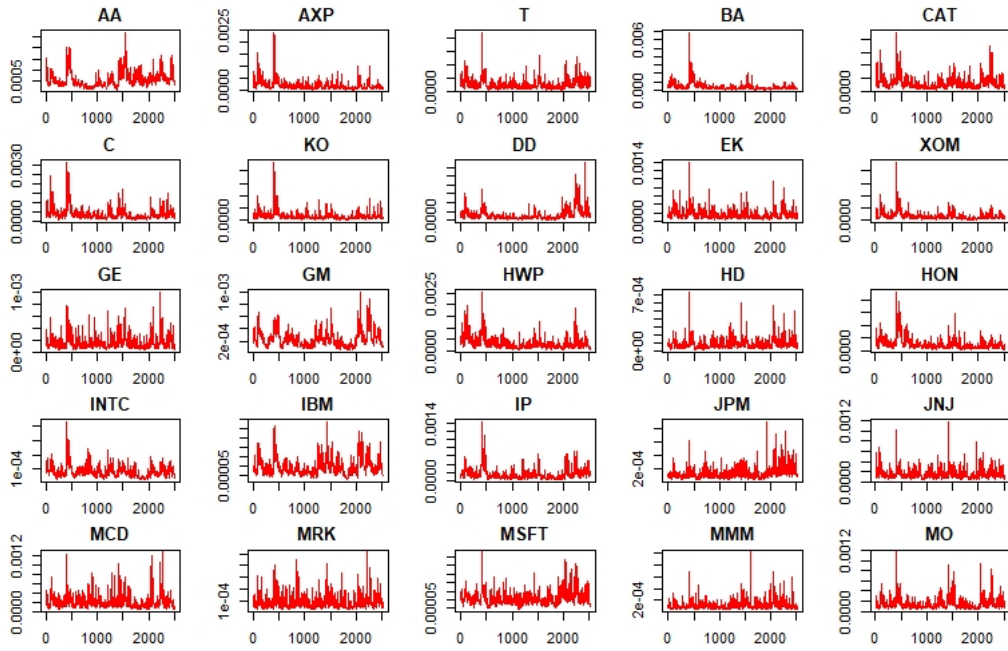 AA AXP T BA CAT
0.0005 0.0000 0.0025 0.0000 0.000 0.006 0.0000
0 1000 2000 0 1000 2000 0 1000 2000 0 1000 2000 0 1000 2000
C KO DD EK XOM
0.0000 0.0030 0.0000 0.0000 0.0000 0.0014 0.0000
0 1000 2000 0 1000 2000 0 1000 2000 0 1000 2000 0 1000 2000
GE GM HWP HD HON
0e+00 1e-03 2e-04 1e-03 0.0000 0.0025 0e+00 7e-04 0.0000
0 1000 2000 0 1000 2000 0 1000 2000 0 1000 2000 0 1000 2000
INTC IBM IP JPM JNJ
1e-04 0.00005 0.0000 0.0014 2e-04 0.0000 0.0012
0 1000 2000 0 1000 2000 0 1000 2000 0 1000 2000 0 1000 2000
MCD MRK MSFT MMM MO
0.0000 0.0012 1e-04 0.00005 2e-04 0.0000 0.0012
0 1000 2000 0 1000 2000 0 1000 2000 0 1000 2000 0 1000 2000